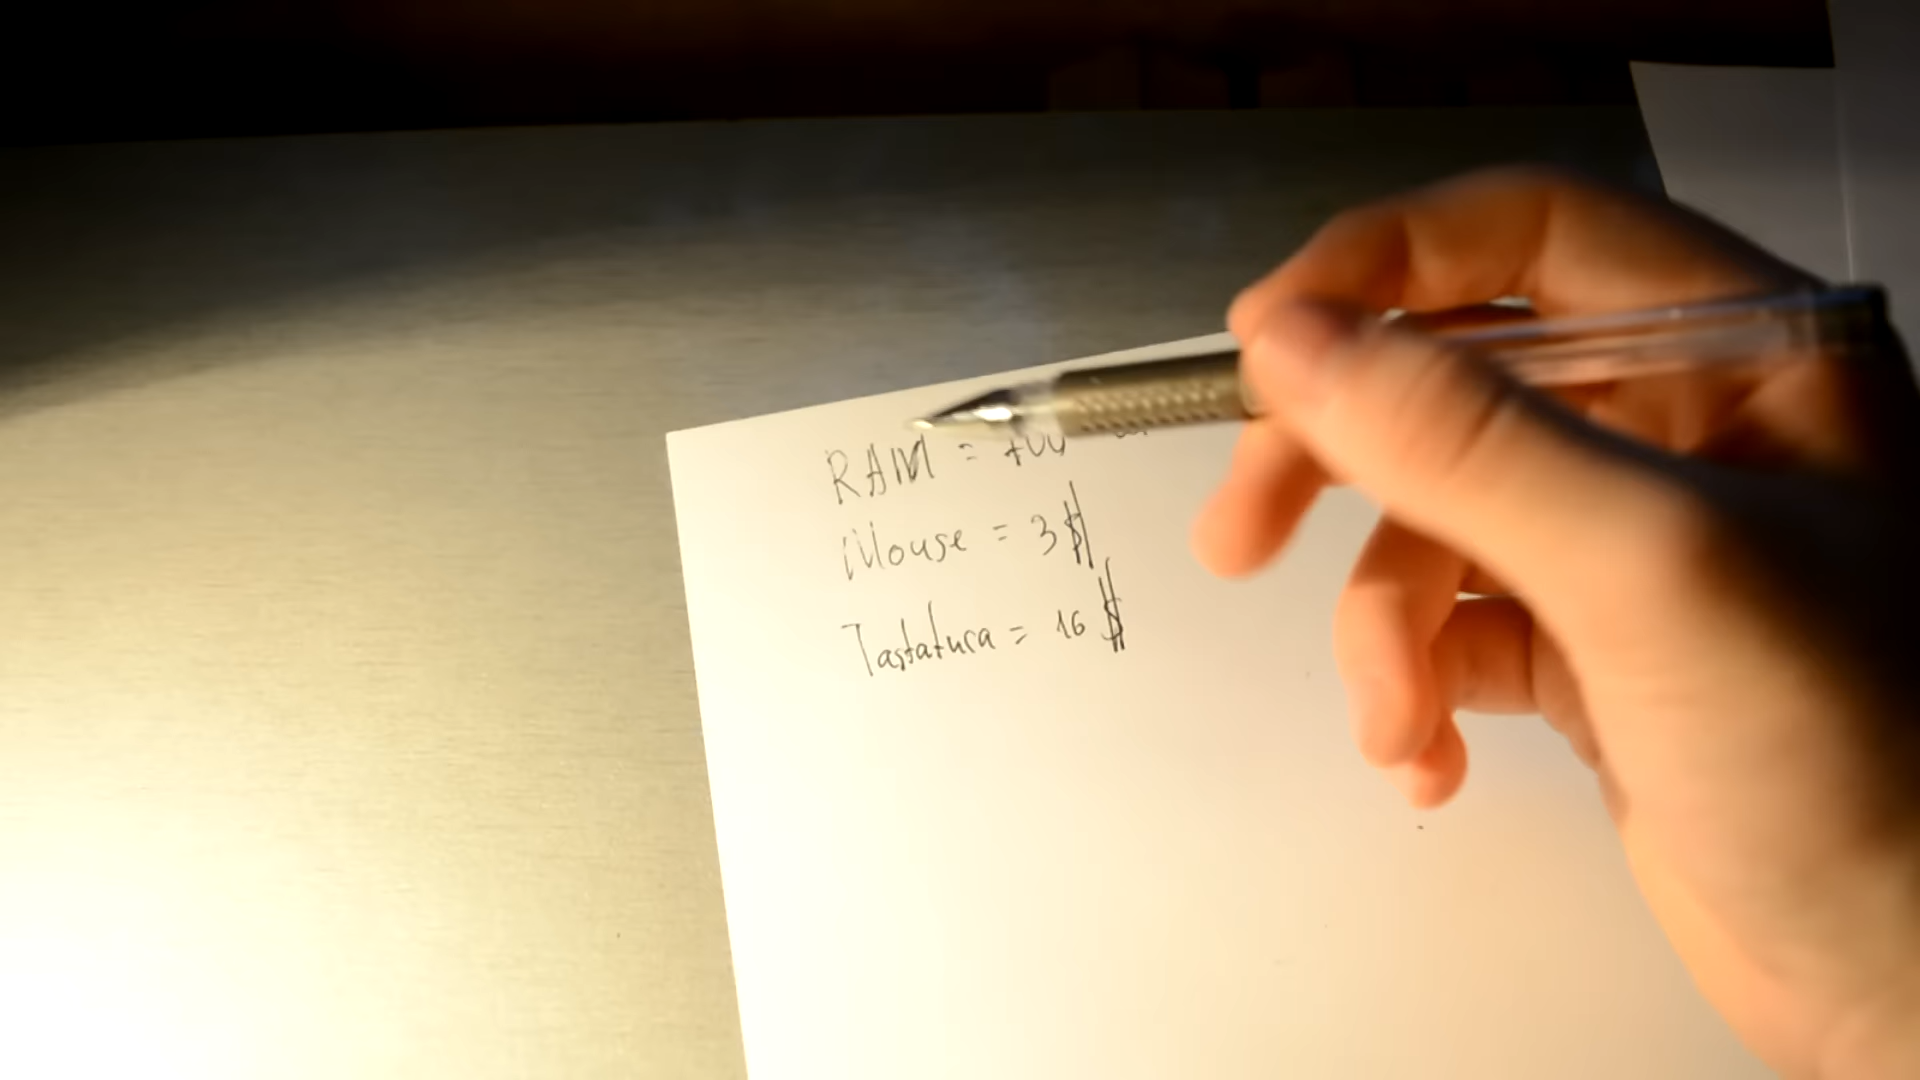 RAM =
Mouse = 3$
Tastatura = 16 $